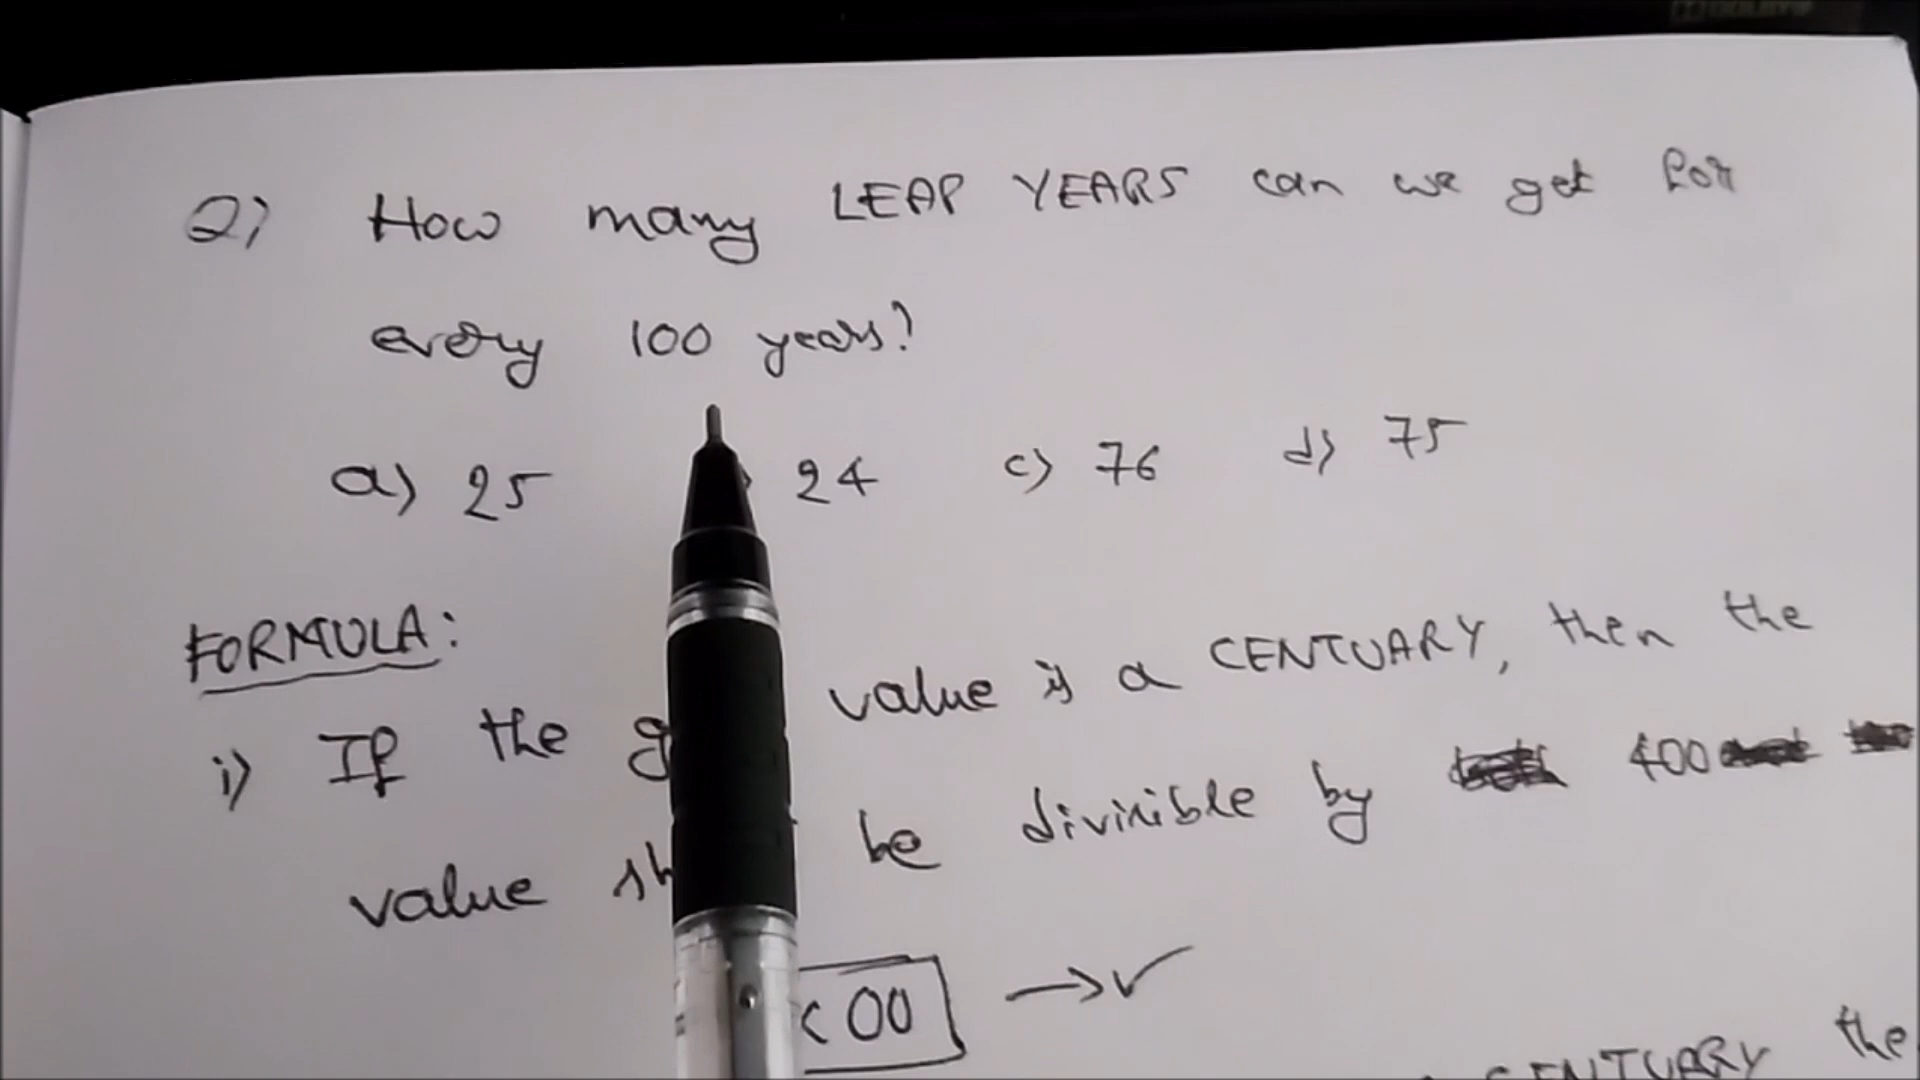 Q) How many LEAP YEARS can we get for
every 100 years?
a) 25 ) 24 c) 76 d) 75
FORMULA:
i) If the value is a CENTUARY, then the
value be divisible by 400
00 →✓
CENTUARY the